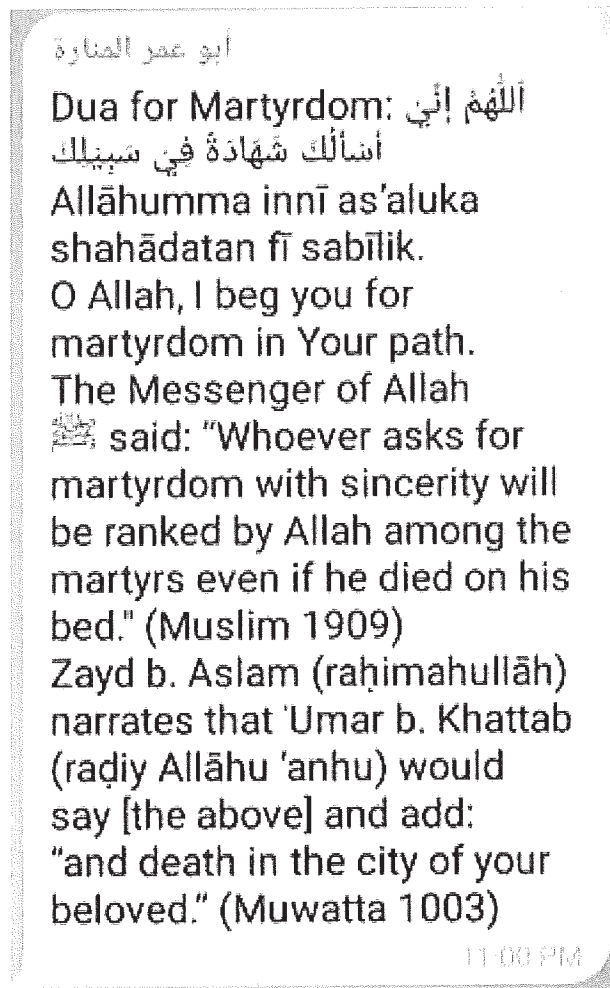 أبو عمر المنارة
Dua for Martyrdom: اَللّٰهُمَّ إِنِّيْ
أَسْأَلُكَ شَهَادَةً فِيْ سَبِيْلِكَ
Allāhumma innī as'aluka
shahādatan fī sabīlik.
O Allah, I beg you for
martyrdom in Your path.
The Messenger of Allah
ﷺ said: "Whoever asks for
martyrdom with sincerity will
be ranked by Allah among the
martyrs even if he died on his
bed." (Muslim 1909)
Zayd b. Aslam (raḥimahullāh)
narrates that 'Umar b. Khattab
(raḍiy Allāhu 'anhu) would
say [the above] and add:
"and death in the city of your
beloved." (Muwatta 1003)
11:00 PM